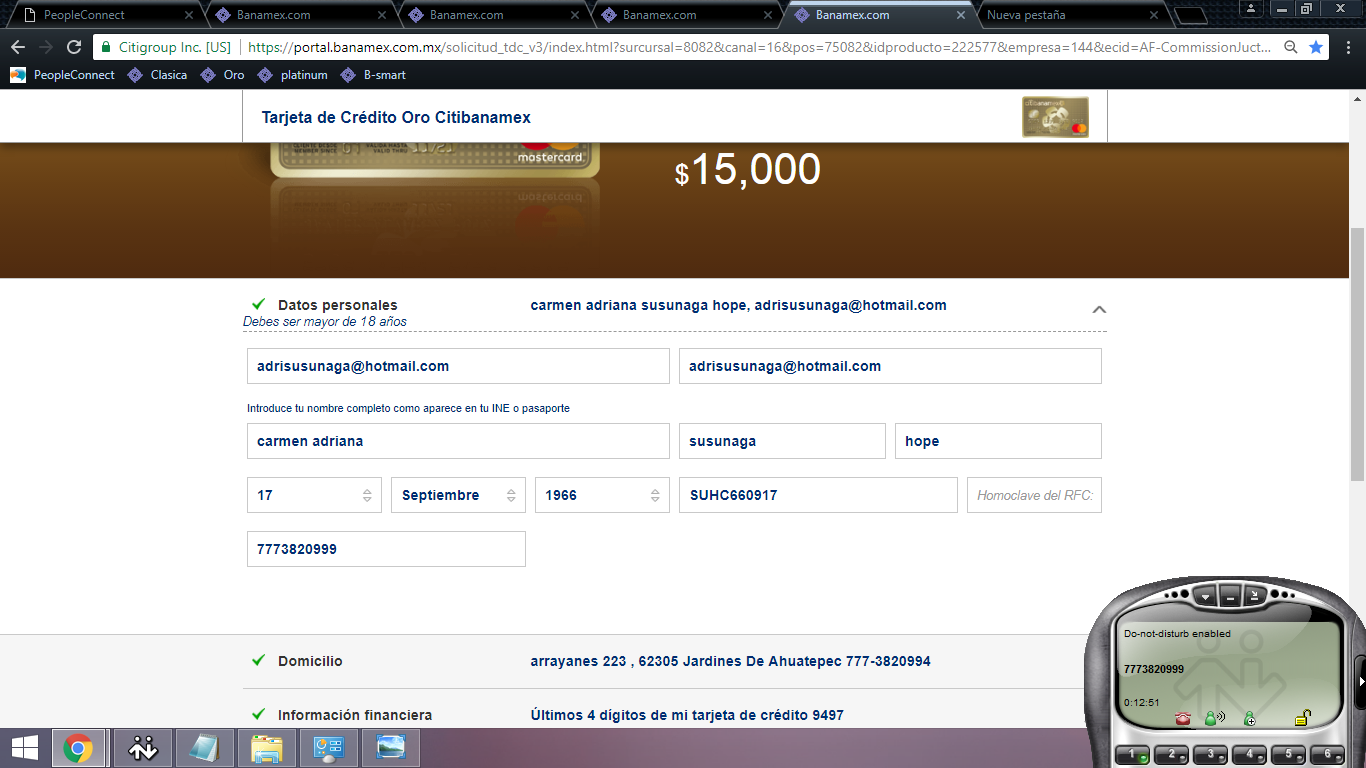 PeopleConnect
Banamex.com
Banamex.com
Banamex.com
Banamex.com
Nueva pestaña
Citigroup Inc. [US]
https://portal.banamex.com.mx/solicitud_tdc_v3/index.html?surcursal=8082&canal=16&pos=75082&idproducto=222577&empresa=144&ecid=AF-CommissionJuct...
PeopleConnect
Clasica
Oro
platinum
B-smart
Tarjeta de Crédito Oro Citibanamex
mastercard
$15,000
Datos personales
carmen adriana susunaga hope, adrisusunaga@hotmail.com
Debes ser mayor de 18 años
adrisusunaga@hotmail.com
adrisusunaga@hotmail.com
Introduce tu nombre completo como aparece en tu INE o pasaporte
carmen adriana
susunaga
hope
17
Septiembre
1966
SUHC660917
Homoclave del RFC:
7773820999
Domicilio
arrayanes 223 , 62305 Jardines De Ahuatepec 777-3820994
Información financiera
Últimos 4 dígitos de mi tarjeta de crédito 9497
Do-not-disturb enabled
7773820999
0:12:51
1
2
3
4
5
6